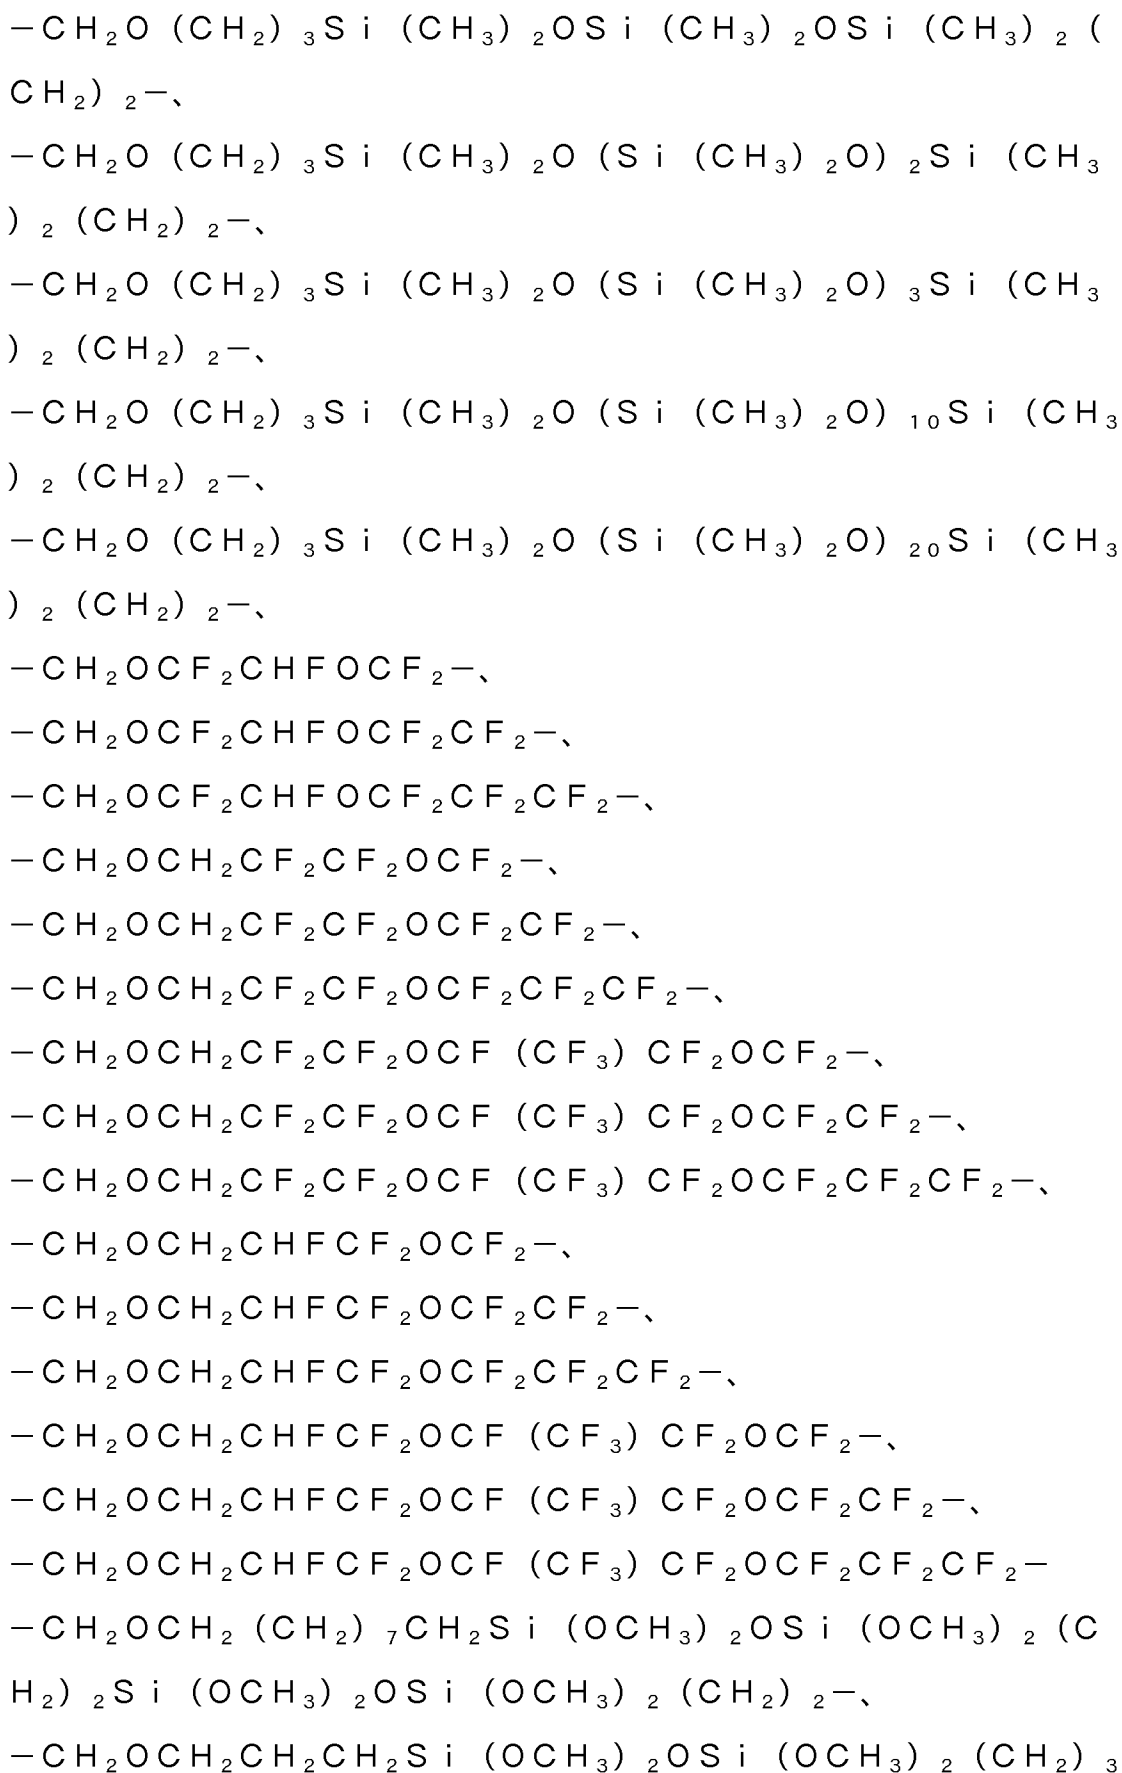 －ＣＨ₂Ｏ（ＣＨ₂）₃Ｓｉ（ＣＨ₃）₂ＯＳｉ（ＣＨ₃）₂ＯＳｉ（ＣＨ₃）₂（
ＣＨ₂）₂－、
－ＣＨ₂Ｏ（ＣＨ₂）₃Ｓｉ（ＣＨ₃）₂Ｏ（Ｓｉ（ＣＨ₃）₂Ｏ）₂Ｓｉ（ＣＨ₃
）₂（ＣＨ₂）₂－、
－ＣＨ₂Ｏ（ＣＨ₂）₃Ｓｉ（ＣＨ₃）₂Ｏ（Ｓｉ（ＣＨ₃）₂Ｏ）₃Ｓｉ（ＣＨ₃
）₂（ＣＨ₂）₂－、
－ＣＨ₂Ｏ（ＣＨ₂）₃Ｓｉ（ＣＨ₃）₂Ｏ（Ｓｉ（ＣＨ₃）₂Ｏ）₁₀Ｓｉ（ＣＨ₃
）₂（ＣＨ₂）₂－、
－ＣＨ₂Ｏ（ＣＨ₂）₃Ｓｉ（ＣＨ₃）₂Ｏ（Ｓｉ（ＣＨ₃）₂Ｏ）₂₀Ｓｉ（ＣＨ₃
）₂（ＣＨ₂）₂－、
－ＣＨ₂ＯＣＦ₂ＣＨＦＯＣＦ₂－、
－ＣＨ₂ＯＣＦ₂ＣＨＦＯＣＦ₂ＣＦ₂－、
－ＣＨ₂ＯＣＦ₂ＣＨＦＯＣＦ₂ＣＦ₂ＣＦ₂－、
－ＣＨ₂ＯＣＨ₂ＣＦ₂ＣＦ₂ＯＣＦ₂－、
－ＣＨ₂ＯＣＨ₂ＣＦ₂ＣＦ₂ＯＣＦ₂ＣＦ₂－、
－ＣＨ₂ＯＣＨ₂ＣＦ₂ＣＦ₂ＯＣＦ₂ＣＦ₂ＣＦ₂－、
－ＣＨ₂ＯＣＨ₂ＣＦ₂ＣＦ₂ＯＣＦ（ＣＦ₃）ＣＦ₂ＯＣＦ₂－、
－ＣＨ₂ＯＣＨ₂ＣＦ₂ＣＦ₂ＯＣＦ（ＣＦ₃）ＣＦ₂ＯＣＦ₂ＣＦ₂－、
－ＣＨ₂ＯＣＨ₂ＣＦ₂ＣＦ₂ＯＣＦ（ＣＦ₃）ＣＦ₂ＯＣＦ₂ＣＦ₂ＣＦ₂－、
－ＣＨ₂ＯＣＨ₂ＣＨＦＣＦ₂ＯＣＦ₂－、
－ＣＨ₂ＯＣＨ₂ＣＨＦＣＦ₂ＯＣＦ₂ＣＦ₂－、
－ＣＨ₂ＯＣＨ₂ＣＨＦＣＦ₂ＯＣＦ₂ＣＦ₂ＣＦ₂－、
－ＣＨ₂ＯＣＨ₂ＣＨＦＣＦ₂ＯＣＦ（ＣＦ₃）ＣＦ₂ＯＣＦ₂－、
－ＣＨ₂ＯＣＨ₂ＣＨＦＣＦ₂ＯＣＦ（ＣＦ₃）ＣＦ₂ＯＣＦ₂ＣＦ₂－、
－ＣＨ₂ＯＣＨ₂ＣＨＦＣＦ₂ＯＣＦ（ＣＦ₃）ＣＦ₂ＯＣＦ₂ＣＦ₂ＣＦ₂－
－ＣＨ₂ＯＣＨ₂（ＣＨ₂）₇ＣＨ₂Ｓｉ（ＯＣＨ₃）₂ＯＳｉ（ＯＣＨ₃）₂（Ｃ
Ｈ₂）₂Ｓｉ（ＯＣＨ₃）₂ＯＳｉ（ＯＣＨ₃）₂（ＣＨ₂）₂－、
－ＣＨ₂ＯＣＨ₂ＣＨ₂ＣＨ₂Ｓｉ（ＯＣＨ₃）₂ＯＳｉ（ＯＣＨ₃）₂（ＣＨ₂）₃